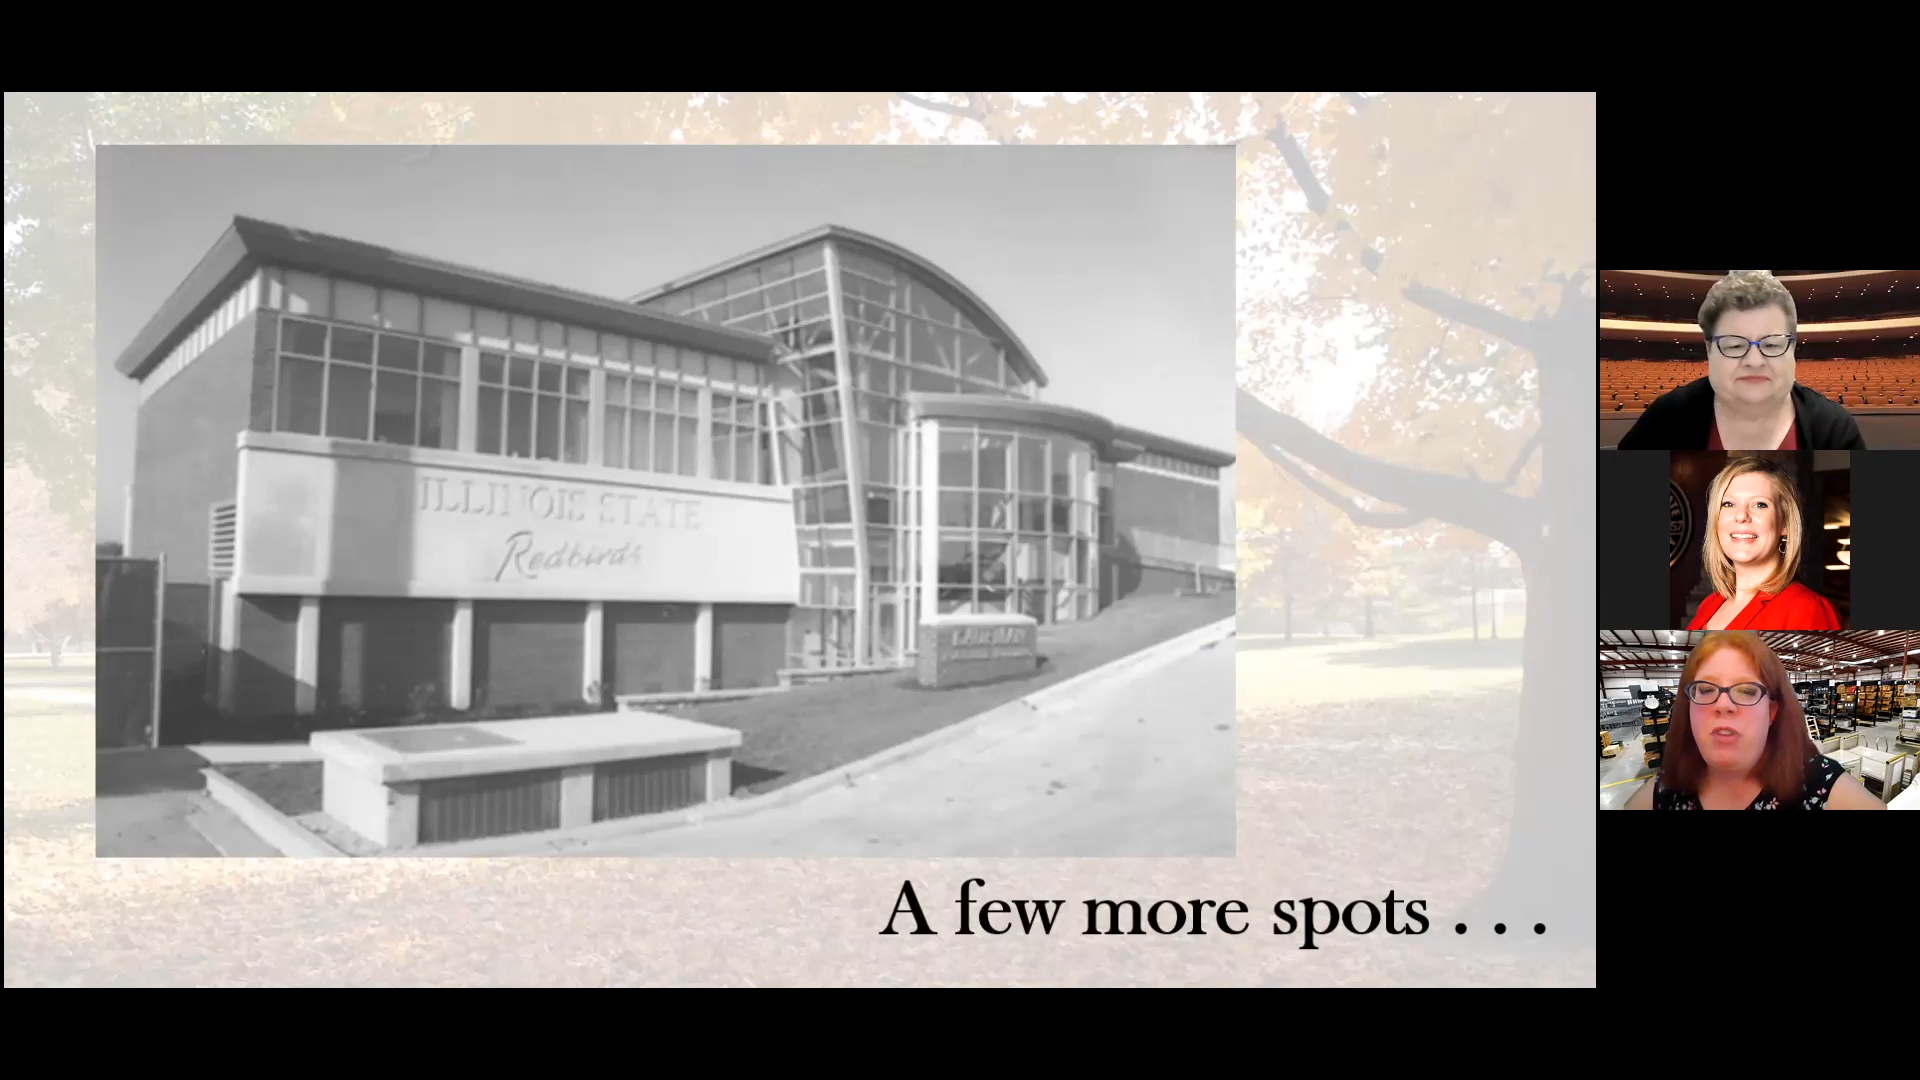 ILLINOIS STATE
Redbirds
A few more spots . . .